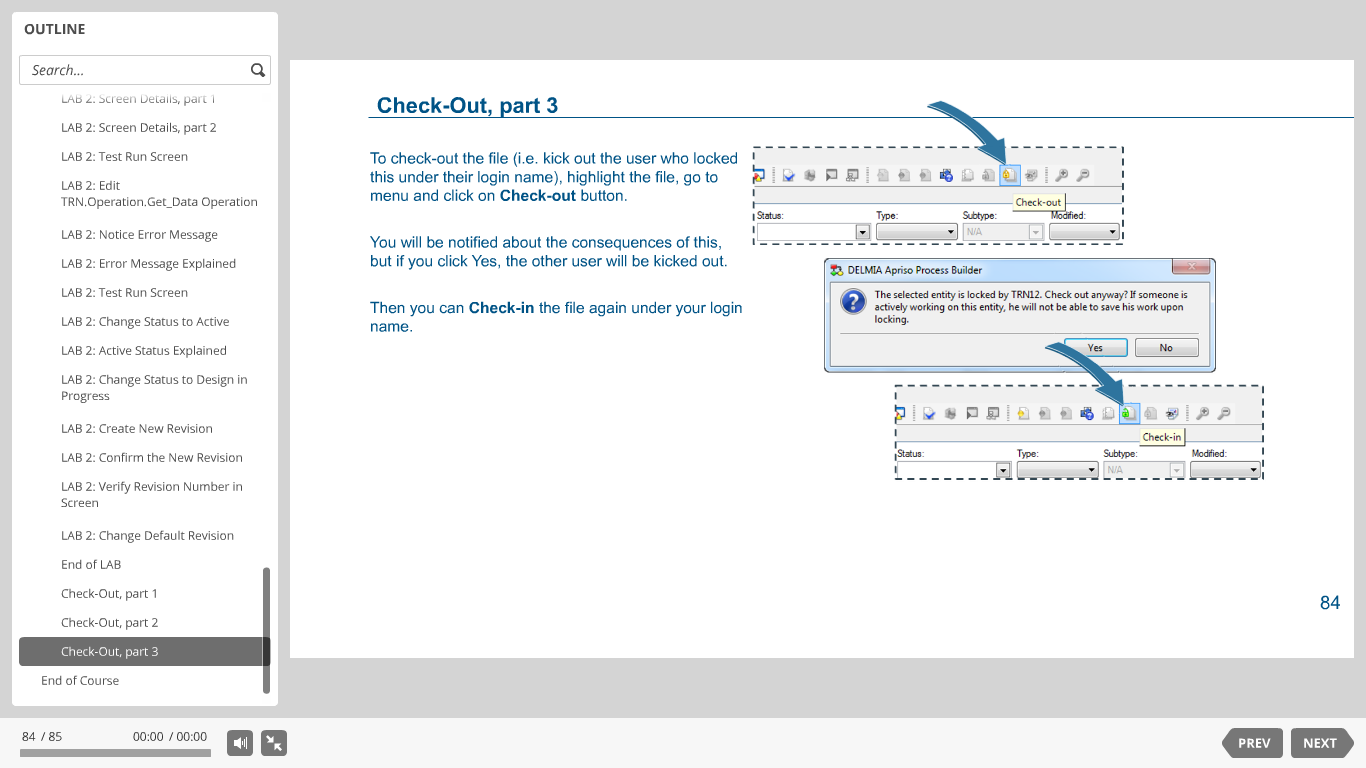 OUTLINE
Search...
LAB 2: Screen Details, part 1
LAB 2: Screen Details, part 2
LAB 2: Test Run Screen
LAB 2: Edit
TRN.Operation.Get_Data Operation
LAB 2: Notice Error Message
LAB 2: Error Message Explained
LAB 2: Test Run Screen
LAB 2: Change Status to Active
LAB 2: Active Status Explained
LAB 2: Change Status to Design in
Progress
LAB 2: Create New Revision
LAB 2: Confirm the New Revision
LAB 2: Verify Revision Number in
Screen
LAB 2: Change Default Revision
End of LAB
Check-Out, part 1
Check-Out, part 2
Check-Out, part 3
End of Course
Check-Out, part 3
To check-out the file (i.e. kick out the user who locked
this under their login name), highlight the file, go to
menu and click on Check-out button.
You will be notified about the consequences of this,
but if you click Yes, the other user will be kicked out.
Then you can Check-in the file again under your login
name.
Check-out
Status: Type: Subtype: Modified:
N/A
DELMIA Apriso Process Builder
The selected entity is locked by TRN12. Check out anyway? If someone is
actively working on this entity, he will not be able to save his work upon
locking.
Yes No
Check-in
Status: Type: Subtype: Modified:
N/A
84
84 / 85 00:00 / 00:00
PREV NEXT